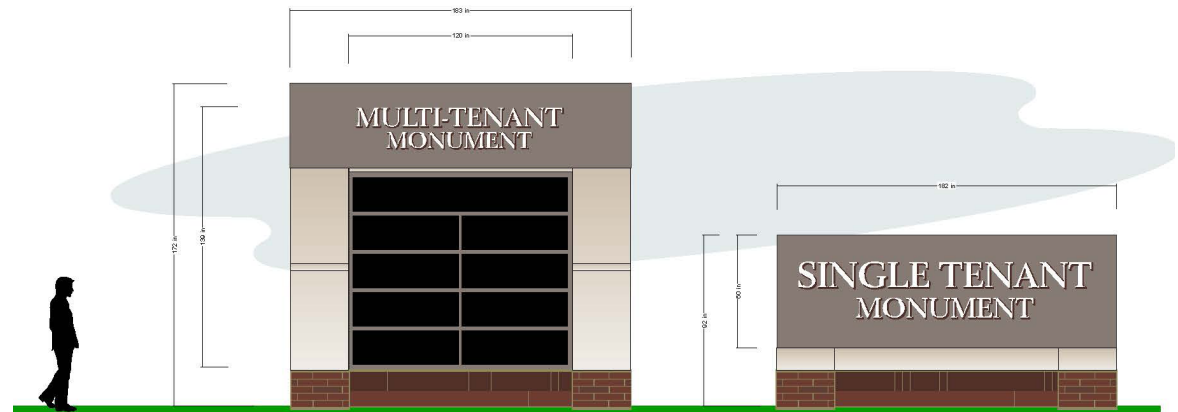 183 in
120 in
MULTI-TENANT
MONUMENT
172 in
139 in
182 in
SINGLE TENANT
MONUMENT
92 in
60 in